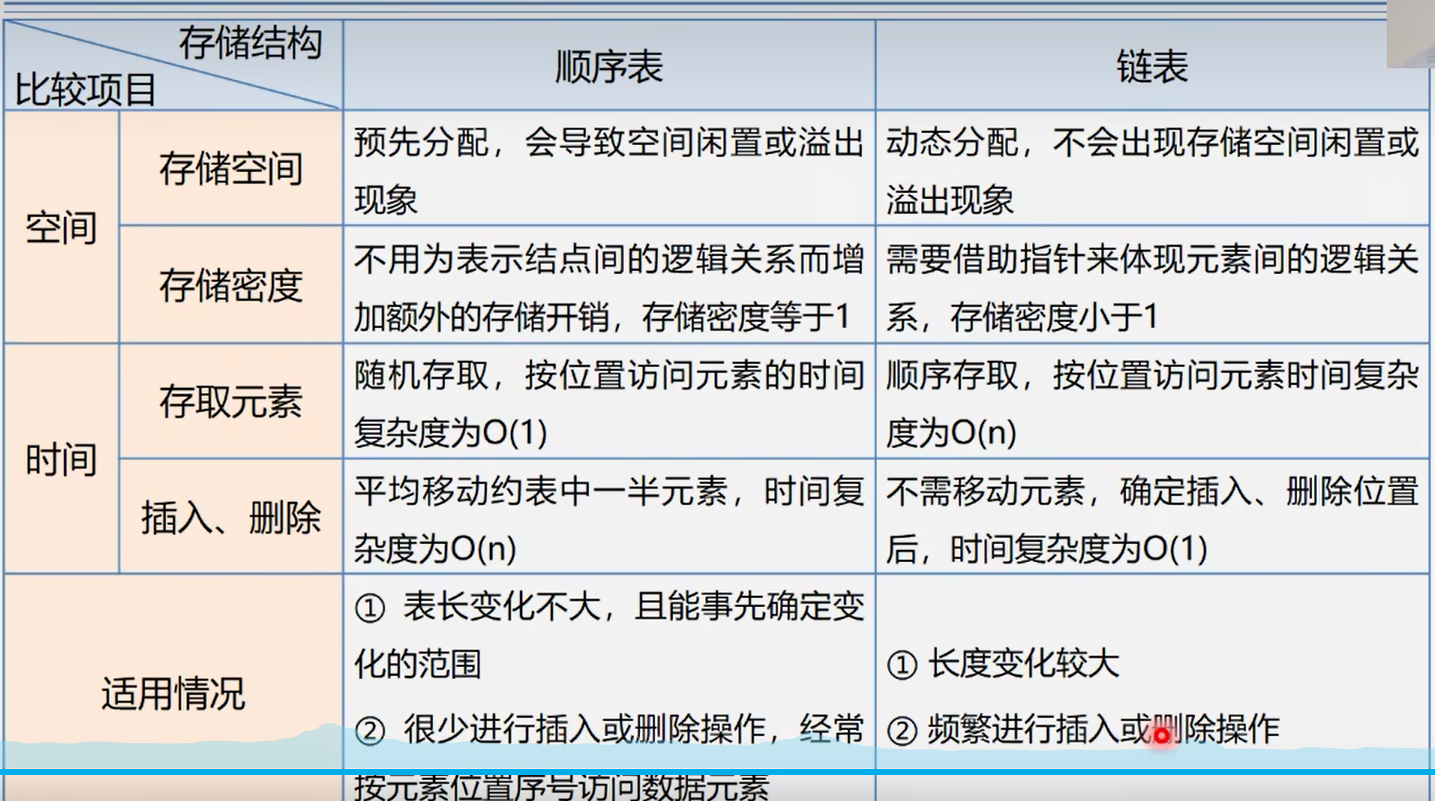 存储结构
比较项目
顺序表
链表
空间
存储空间
预先分配，会导致空间闲置或溢出
现象
动态分配，不会出现存储空间闲置或
溢出现象
存储密度
不用为表示结点间的逻辑关系而增
加额外的存储开销，存储密度等于1
需要借助指针来体现元素间的逻辑关
系，存储密度小于1
时间
存取元素
随机存取，按位置访问元素的时间
复杂度为O(1)
顺序存取，按位置访问元素时间复杂
度为O(n)
插入、删除
平均移动约表中一半元素，时间复
杂度为O(n)
不需移动元素，确定插入、删除位置
后，时间复杂度为O(1)
适用情况
① 表长变化不大，且能事先确定变
化的范围
② 很少进行插入或删除操作，经常
按元素位置序号访问数据元素
① 长度变化较大
② 频繁进行插入或删除操作